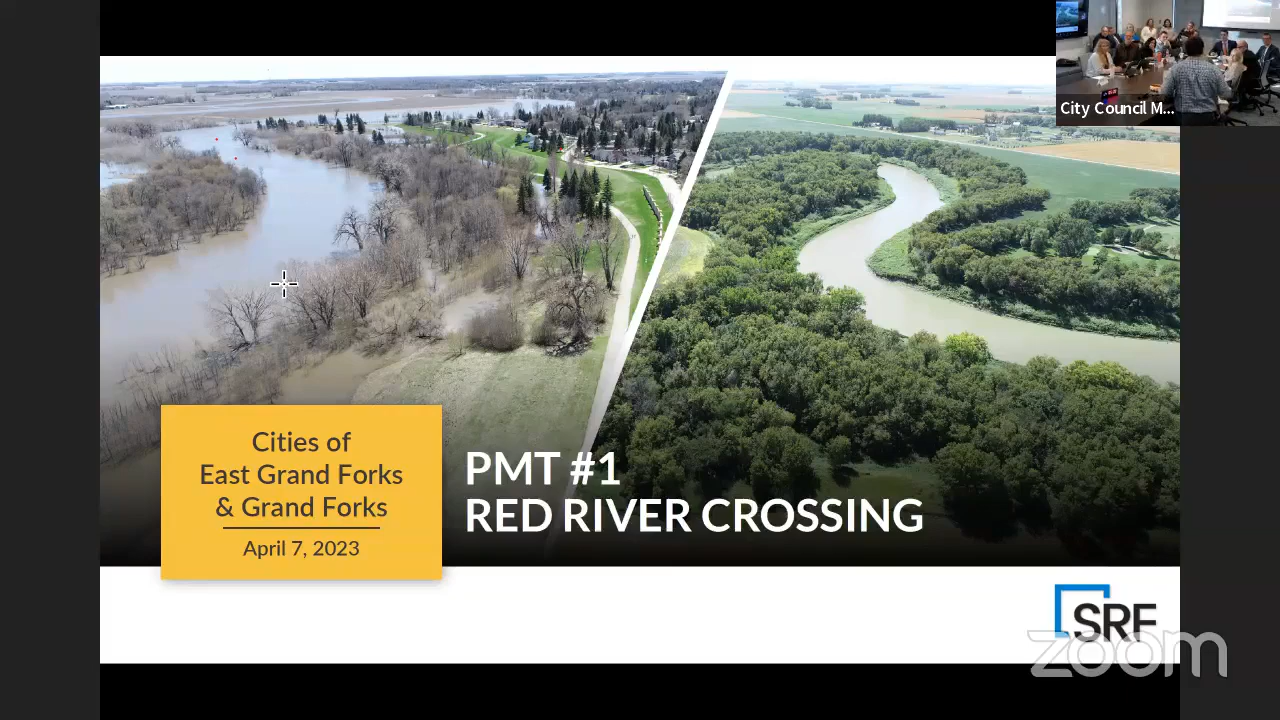 City Council M...
Cities of
East Grand Forks
& Grand Forks
April 7, 2023
PMT #1
RED RIVER CROSSING
SRF
zoom